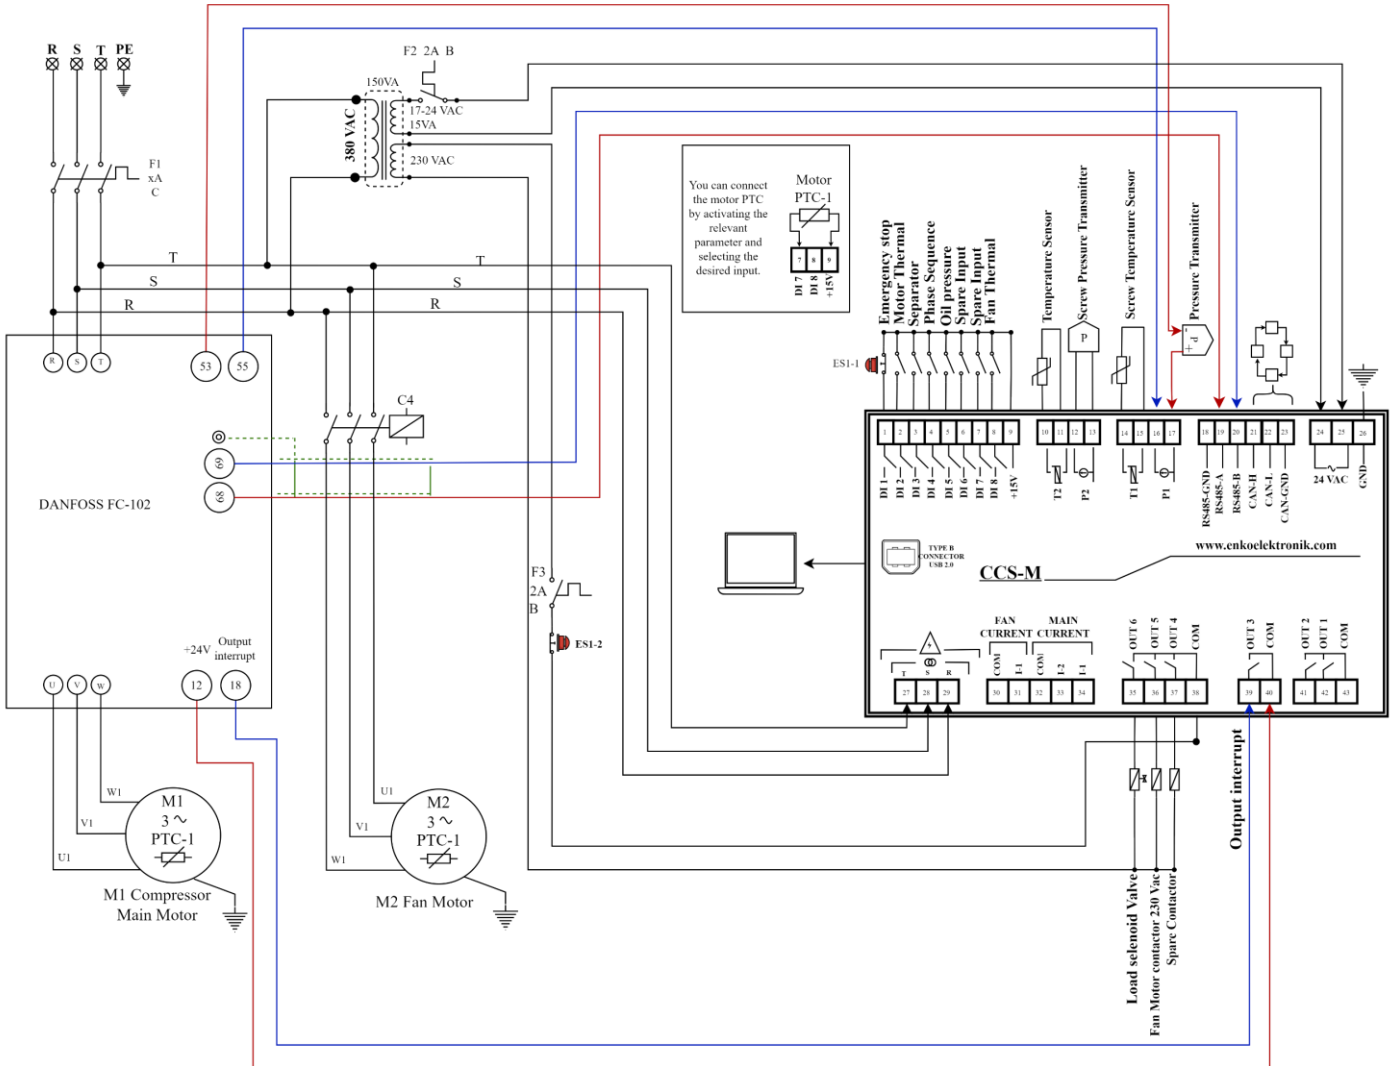 R S T PE
F2 2A B
150VA
17-24 VAC
15VA
380 VAC
230 VAC
F1
xA
C
T
T
S
S
R
R
R
S
T
53
55
You can connect
the motor PTC
by activating the
relevant
parameter and
selecting the
desired input.
Motor
PTC-1
7
8
9
DI 7
DI 8
+15V
Emergency stop
Motor Thermal
Separator
Phase Sequence
Oil pressure
Spare Input
Spare Input
Fan Thermal
Temperature Sensor
Screw Pressure Transmitter
Screw Temperature Sensor
Pressure Transmitter
P
-
P
+
ES1-1
C4
69
68
DANFOSS FC-102
1 2 3 4 5 6 7 8 9
10 11 12 13
14 15 16 17
18 19 20 21 22 23
24 25 26
DI 1
DI 2
DI 3
DI 4
DI 5
DI 6
DI 7
DI 8
+15V
T2
P2
T1
P1
RS485-GND
RS485-A
RS485-B
CAN-H
CAN-L
CAN-GND
24 VAC
GND
www.enkoelektronik.com
TYPE B
CONNECTOR
USB 2.0
CCS-M
F3
2A
B
ES1-2
+24V
Output
interrupt
12
18
U
V
W
FAN
CURRENT
MAIN
CURRENT
T S R
COM
I-1
COM
I-2
I-1
OUT 6
OUT 5
OUT 4
COM
OUT 3
COM
OUT 2
OUT 1
COM
27 28 29
30 31 32 33 34
35 36 37 38
39 40
41 42 43
W1
V1
U1
M1
3
PTC-1
M1 Compressor
Main Motor
U1
V1
W1
M2
3
PTC-1
M2 Fan Motor
Output interrupt
Load selenoid Valve
Fan Motor contactor 230 Vac
Spare Contactor